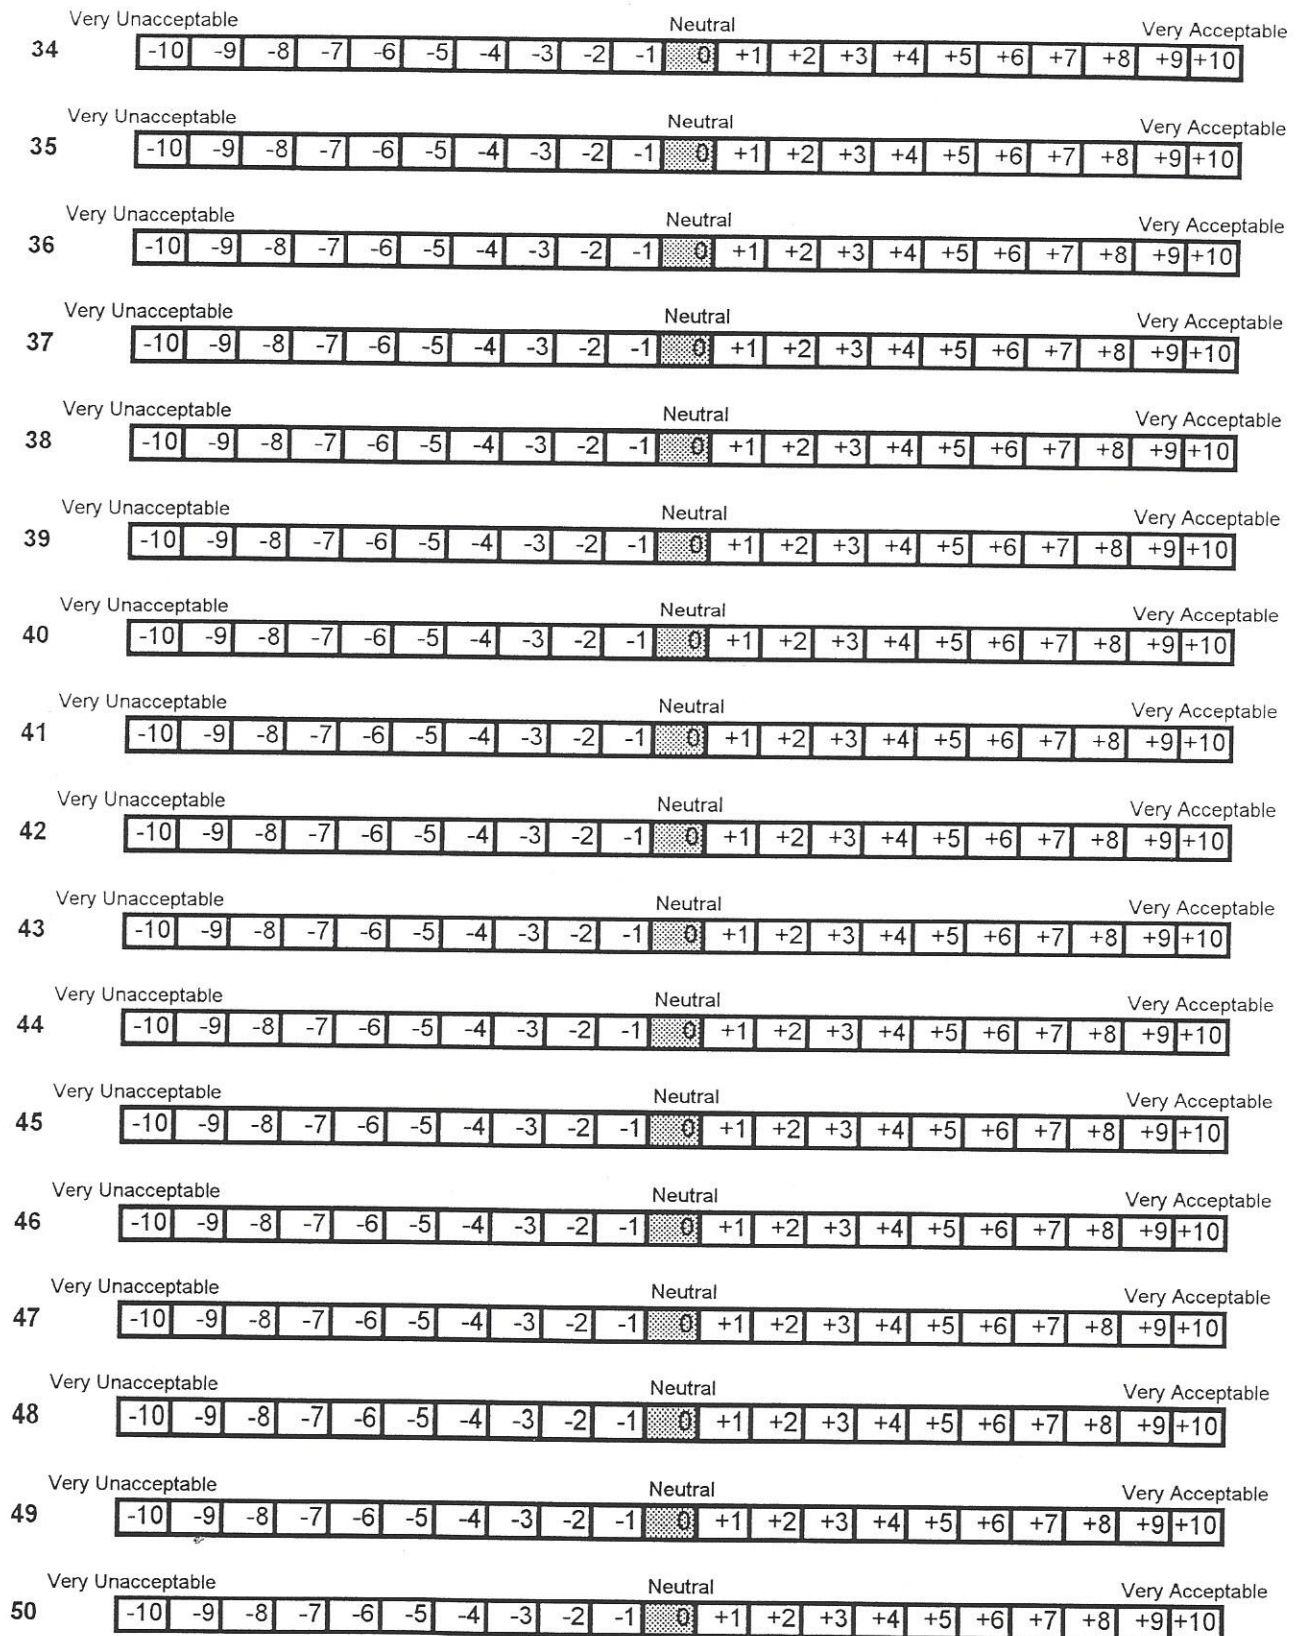 Very Unacceptable Neutral Very Acceptable
34 -10 -9 -8 -7 -6 -5 -4 -3 -2 -1 0 +1 +2 +3 +4 +5 +6 +7 +8 +9 +10
Very Unacceptable Neutral Very Acceptable
35 -10 -9 -8 -7 -6 -5 -4 -3 -2 -1 0 +1 +2 +3 +4 +5 +6 +7 +8 +9 +10
Very Unacceptable Neutral Very Acceptable
36 -10 -9 -8 -7 -6 -5 -4 -3 -2 -1 0 +1 +2 +3 +4 +5 +6 +7 +8 +9 +10
Very Unacceptable Neutral Very Acceptable
37 -10 -9 -8 -7 -6 -5 -4 -3 -2 -1 0 +1 +2 +3 +4 +5 +6 +7 +8 +9 +10
Very Unacceptable Neutral Very Acceptable
38 -10 -9 -8 -7 -6 -5 -4 -3 -2 -1 0 +1 +2 +3 +4 +5 +6 +7 +8 +9 +10
Very Unacceptable Neutral Very Acceptable
39 -10 -9 -8 -7 -6 -5 -4 -3 -2 -1 0 +1 +2 +3 +4 +5 +6 +7 +8 +9 +10
Very Unacceptable Neutral Very Acceptable
40 -10 -9 -8 -7 -6 -5 -4 -3 -2 -1 0 +1 +2 +3 +4 +5 +6 +7 +8 +9 +10
Very Unacceptable Neutral Very Acceptable
41 -10 -9 -8 -7 -6 -5 -4 -3 -2 -1 0 +1 +2 +3 +4 +5 +6 +7 +8 +9 +10
Very Unacceptable Neutral Very Acceptable
42 -10 -9 -8 -7 -6 -5 -4 -3 -2 -1 0 +1 +2 +3 +4 +5 +6 +7 +8 +9 +10
Very Unacceptable Neutral Very Acceptable
43 -10 -9 -8 -7 -6 -5 -4 -3 -2 -1 0 +1 +2 +3 +4 +5 +6 +7 +8 +9 +10
Very Unacceptable Neutral Very Acceptable
44 -10 -9 -8 -7 -6 -5 -4 -3 -2 -1 0 +1 +2 +3 +4 +5 +6 +7 +8 +9 +10
Very Unacceptable Neutral Very Acceptable
45 -10 -9 -8 -7 -6 -5 -4 -3 -2 -1 0 +1 +2 +3 +4 +5 +6 +7 +8 +9 +10
Very Unacceptable Neutral Very Acceptable
46 -10 -9 -8 -7 -6 -5 -4 -3 -2 -1 0 +1 +2 +3 +4 +5 +6 +7 +8 +9 +10
Very Unacceptable Neutral Very Acceptable
47 -10 -9 -8 -7 -6 -5 -4 -3 -2 -1 0 +1 +2 +3 +4 +5 +6 +7 +8 +9 +10
Very Unacceptable Neutral Very Acceptable
48 -10 -9 -8 -7 -6 -5 -4 -3 -2 -1 0 +1 +2 +3 +4 +5 +6 +7 +8 +9 +10
Very Unacceptable Neutral Very Acceptable
49 -10 -9 -8 -7 -6 -5 -4 -3 -2 -1 0 +1 +2 +3 +4 +5 +6 +7 +8 +9 +10
Very Unacceptable Neutral Very Acceptable
50 -10 -9 -8 -7 -6 -5 -4 -3 -2 -1 0 +1 +2 +3 +4 +5 +6 +7 +8 +9 +10